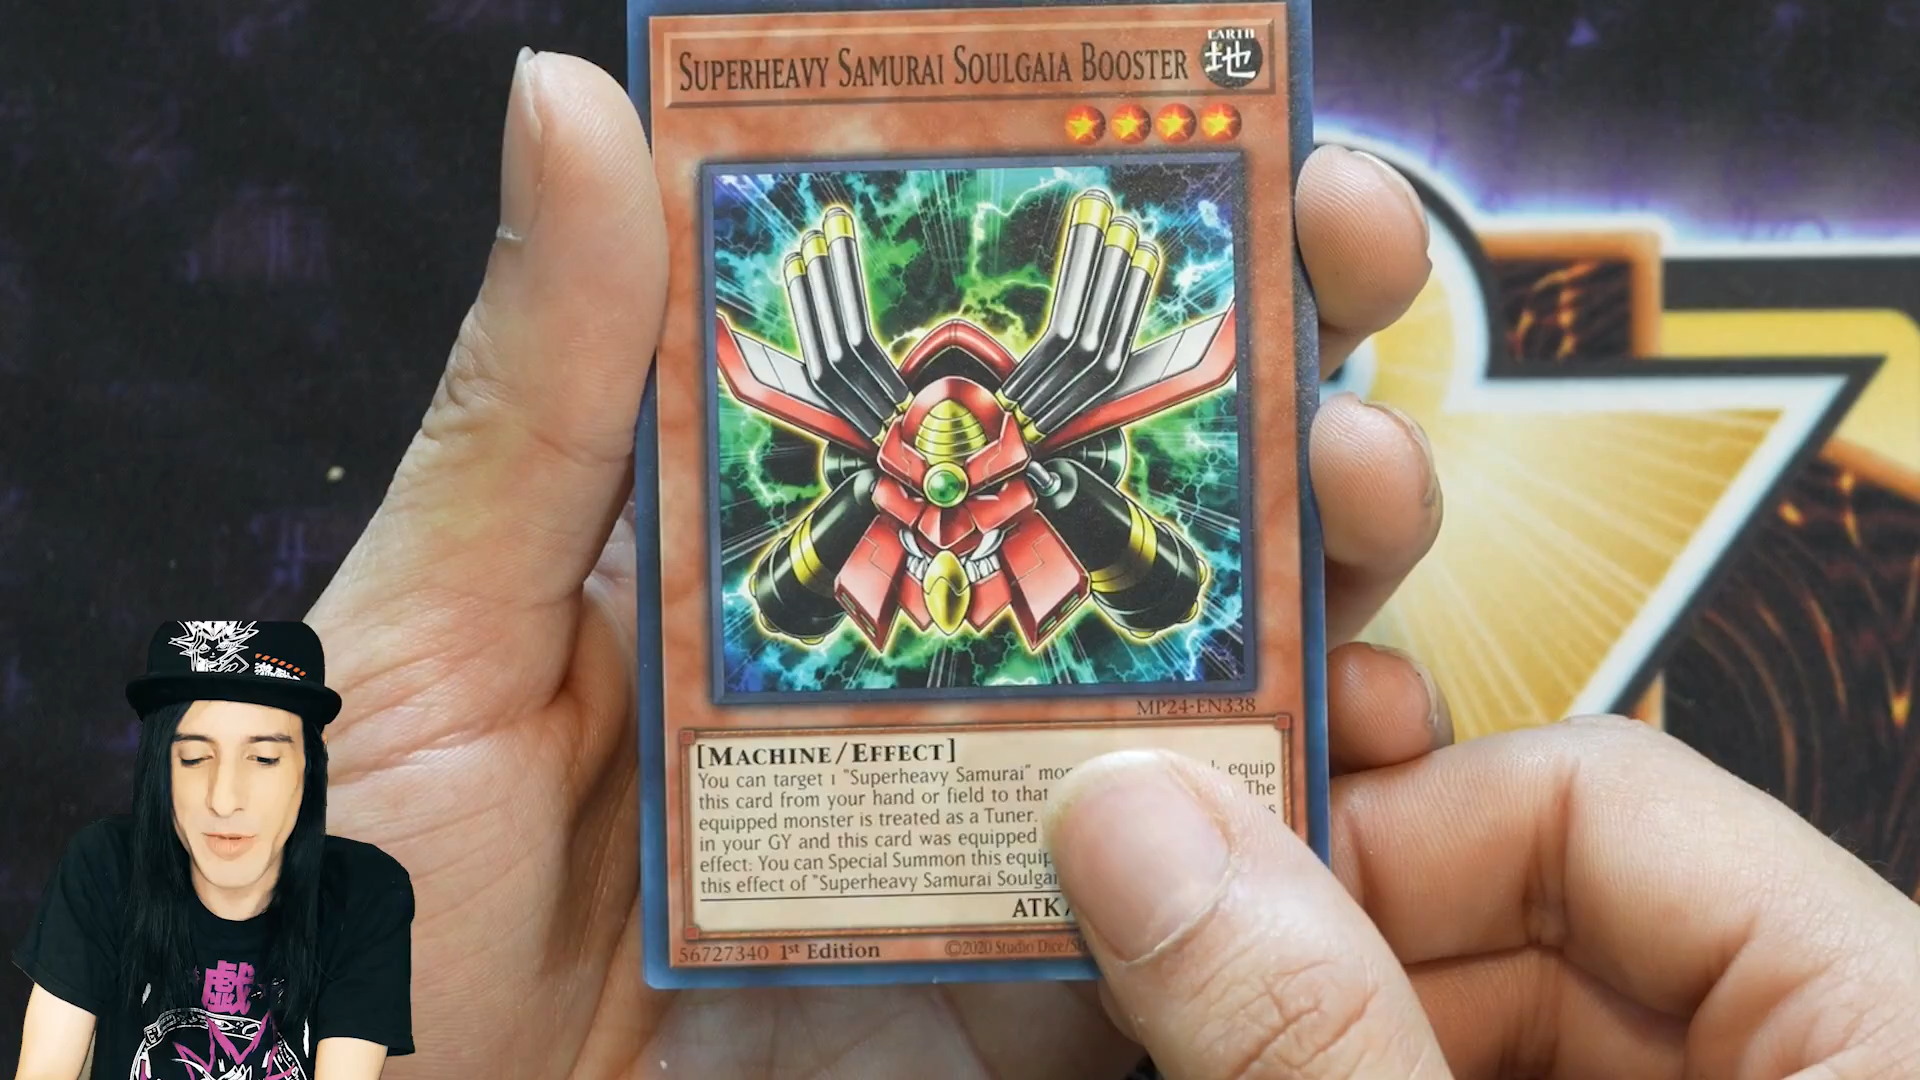 SUPERHEAVY SAMURAI SOULGAIA BOOSTER
EARTH
地
MP24-EN338
[MACHINE/EFFECT]
You can target 1 "Superheavy Samurai" equip
this card from your hand or field to that The
equipped monster is treated as a Tuner.
in your GY and this card was equipped
effect: You can Special Summon this
this effect of "Superheavy Samurai
ATK
56727340 1st Edition
©2020 Studio Dice
戯